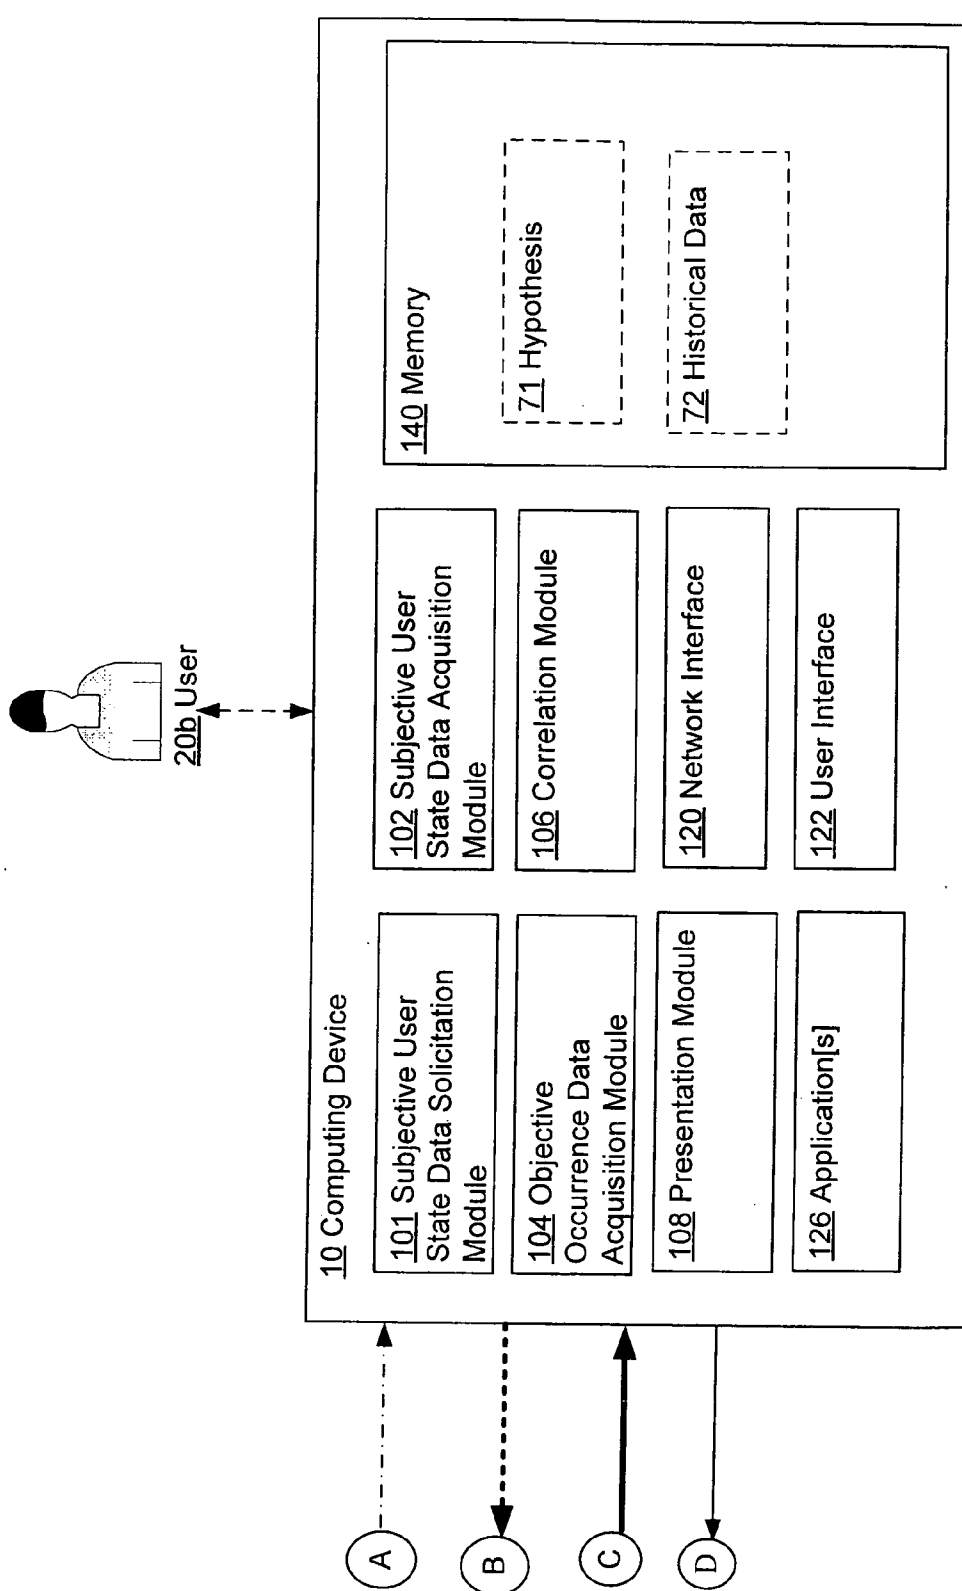 20b User
10 Computing Device
101 Subjective User
State Data Solicitation
Module
102 Subjective User
State Data Acquisition
Module
104 Objective
Occurrence Data
Acquisition Module
106 Correlation Module
108 Presentation Module
120 Network Interface
126 Application[s]
122 User Interface
140 Memory
71 Hypothesis
72 Historical Data
A
B
C
D